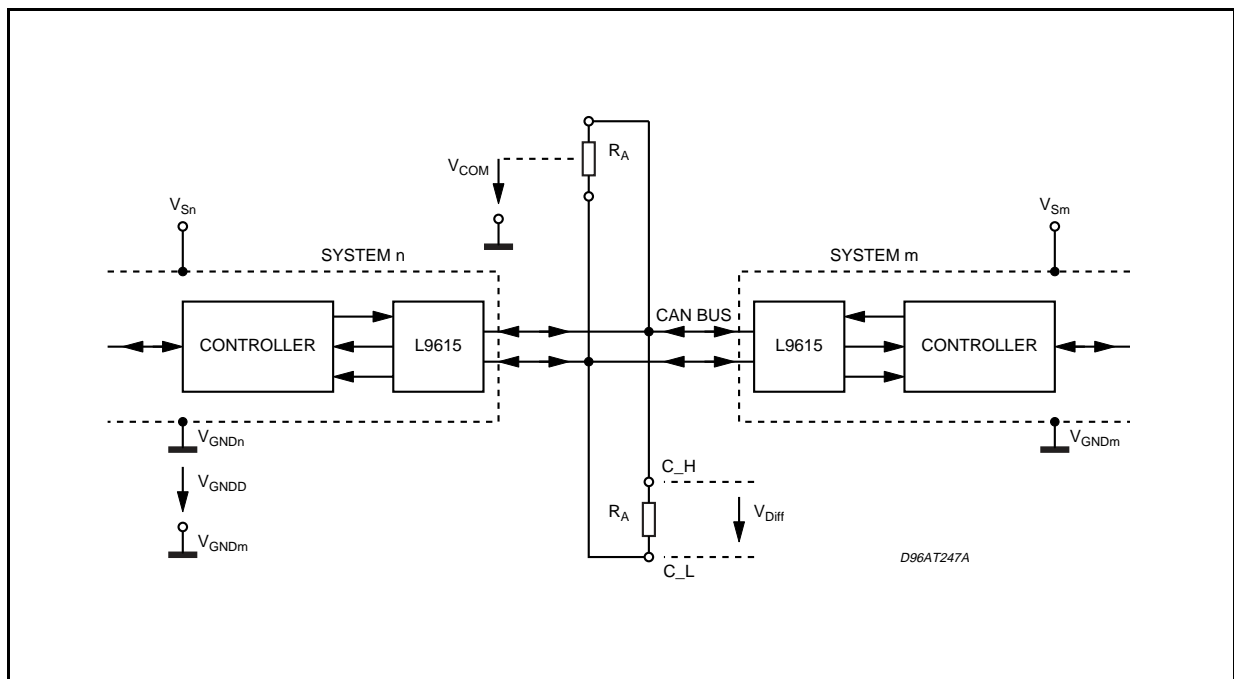 R_A
V_COM
V_Sn
V_Sm
SYSTEM n
SYSTEM m
CAN BUS
CONTROLLER
L9615
L9615
CONTROLLER
V_GNDn
V_GNDm
C_H
V_GNDD
R_A
V_Diff
V_GNDm
C_L
D96AT247A